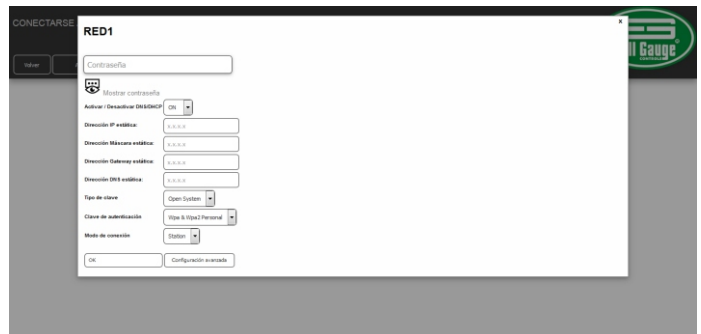 CONECTARSE
RED1
x
ll Gauge
CONTROLS
Volver
Contraseña
Mostrar contraseña
Activar / Desactivar DNS/DHCP ON
Dirección IP estática: x.x.x.x
Dirección Máscara estática: x.x.x.x
Dirección Gateway estática: x.x.x.x
Dirección DNS estática: x.x.x.x
Tipo de clave Open System
Clave de autenticación Wpa & Wpa2 Personal
Modo de conexión Station
OK Configuración avanzada